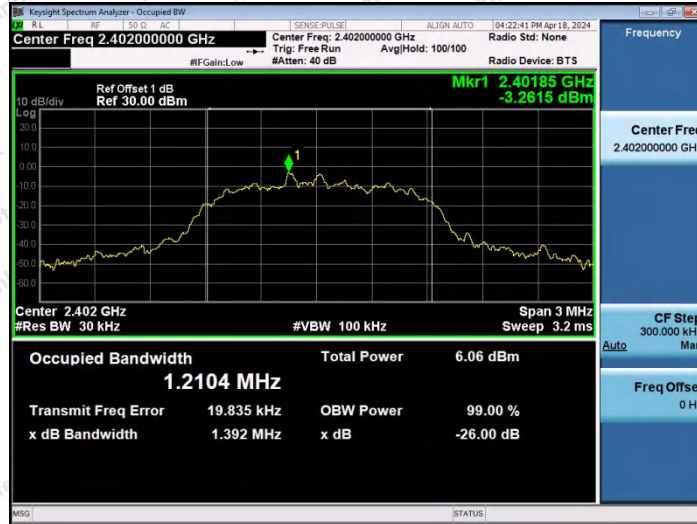 Keysight Spectrum Analyzer - Occupied BW
LXI RL RF 50 Ω AC SENSE:PULSE ALIGN AUTO 04:22:41 PM Apr 18, 2024
Center Freq 2.402000000 GHz
Center Freq: 2.402000000 GHz
Radio Std: None
Trig: Free Run Avg|Hold: 100/100
#IFGain:Low #Atten: 40 dB Radio Device: BTS
Frequency
Ref Offset 1 dB
Mkr1 2.40185 GHz
10 dB/div Ref 30.00 dBm
-3.2615 dBm
Log
20.0
10.0
0.00
-10.0
-20.0
-30.0
-40.0
-50.0
-60.0
1
Center Fre
2.402000000 GH
Center 2.402 GHz Span 3 MHz
#Res BW 30 kHz #VBW 100 kHz Sweep 3.2 ms
CF Step
300.000 kH
Auto Ma
Occupied Bandwidth Total Power 6.06 dBm
1.2104 MHz
Freq Offse
0 H
Transmit Freq Error 19.835 kHz OBW Power 99.00 %
x dB Bandwidth 1.392 MHz x dB -26.00 dB
MSG STATUS